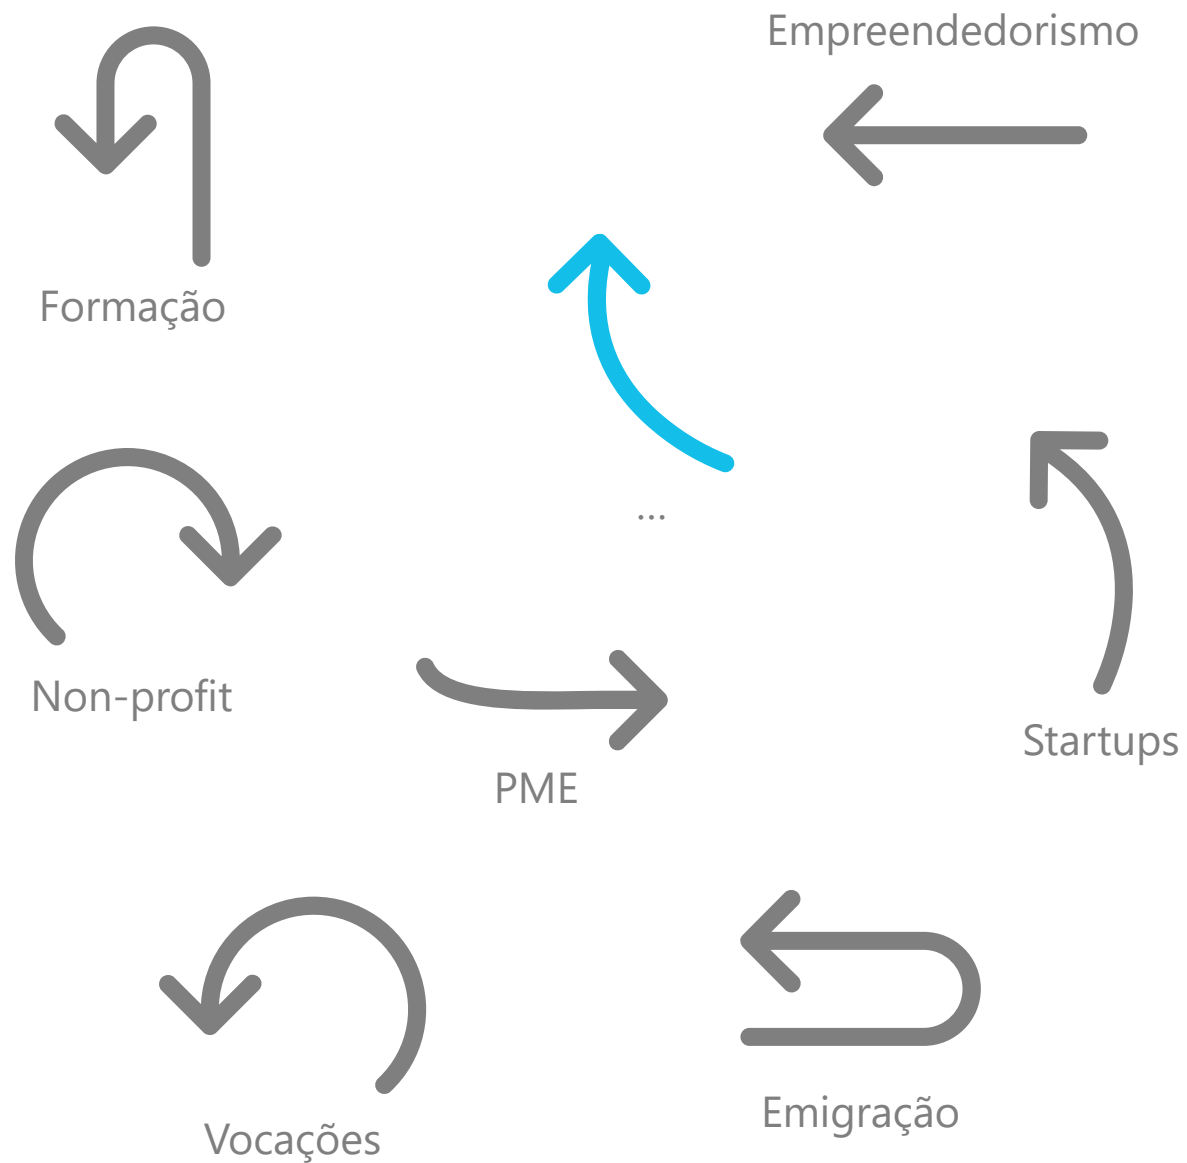 Empreendedorismo
Formação
...
Non-profit
Startups
PME
Emigração
Vocações